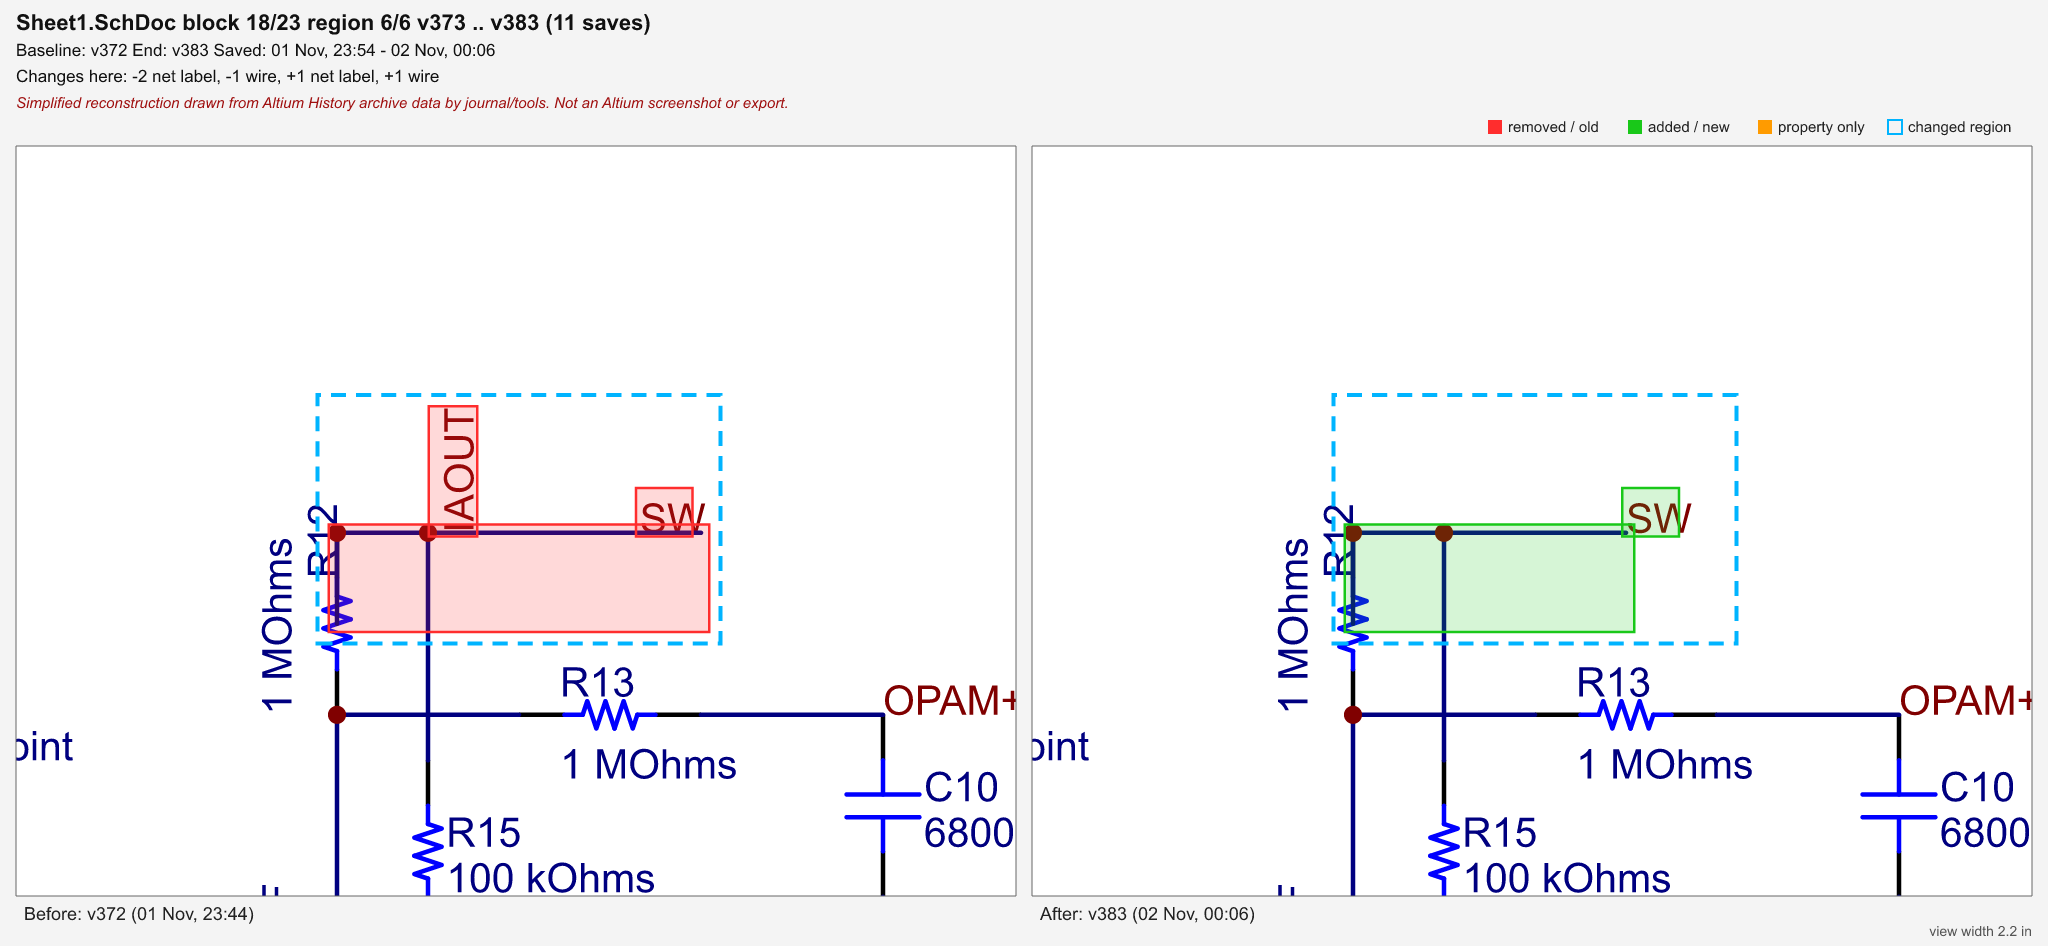 Sheet1.SchDoc block 18/23 region 6/6 v373 .. v383 (11 saves)
Baseline: v372 End: v383 Saved: 01 Nov, 23:54 - 02 Nov, 00:06
Changes here: -2 net label, -1 wire, +1 net label, +1 wire
Simplified reconstruction drawn from Altium History archive data by journal/tools. Not an Altium screenshot or export.
removed / old
added / new
property only
changed region
IAOUT
SW
R12
1 MOhms
R13
1 MOhms
OPAM+
oint
C10
6800
R15
100 kOhms
SW
R12
1 MOhms
R13
1 MOhms
OPAM+
oint
C10
6800
R15
100 kOhms
Before: v372 (01 Nov, 23:44)
After: v383 (02 Nov, 00:06)
view width 2.2 in